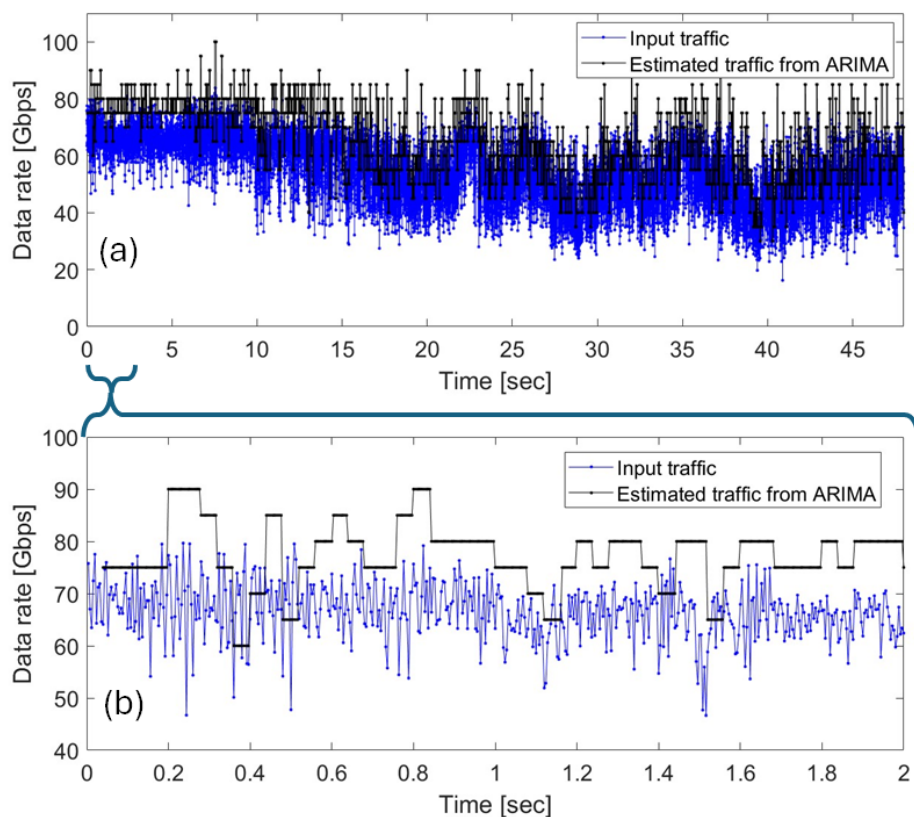 100
80
60
40
20
0
Data rate [Gbps]
Input traffic
Estimated traffic from ARIMA
(a)
0 5 10 15 20 25 30 35 40 45
Time [sec]
100
90
80
70
60
50
40
Data rate [Gbps]
Input traffic
Estimated traffic from ARIMA
(b)
0 0.2 0.4 0.6 0.8 1 1.2 1.4 1.6 1.8 2
Time [sec]